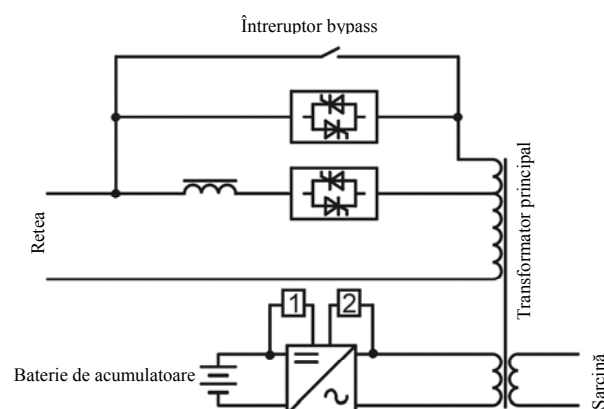 Întreruptor bypass
Retea
Transformator principal
1
2
Baterie de acumulatoare
Sarcină